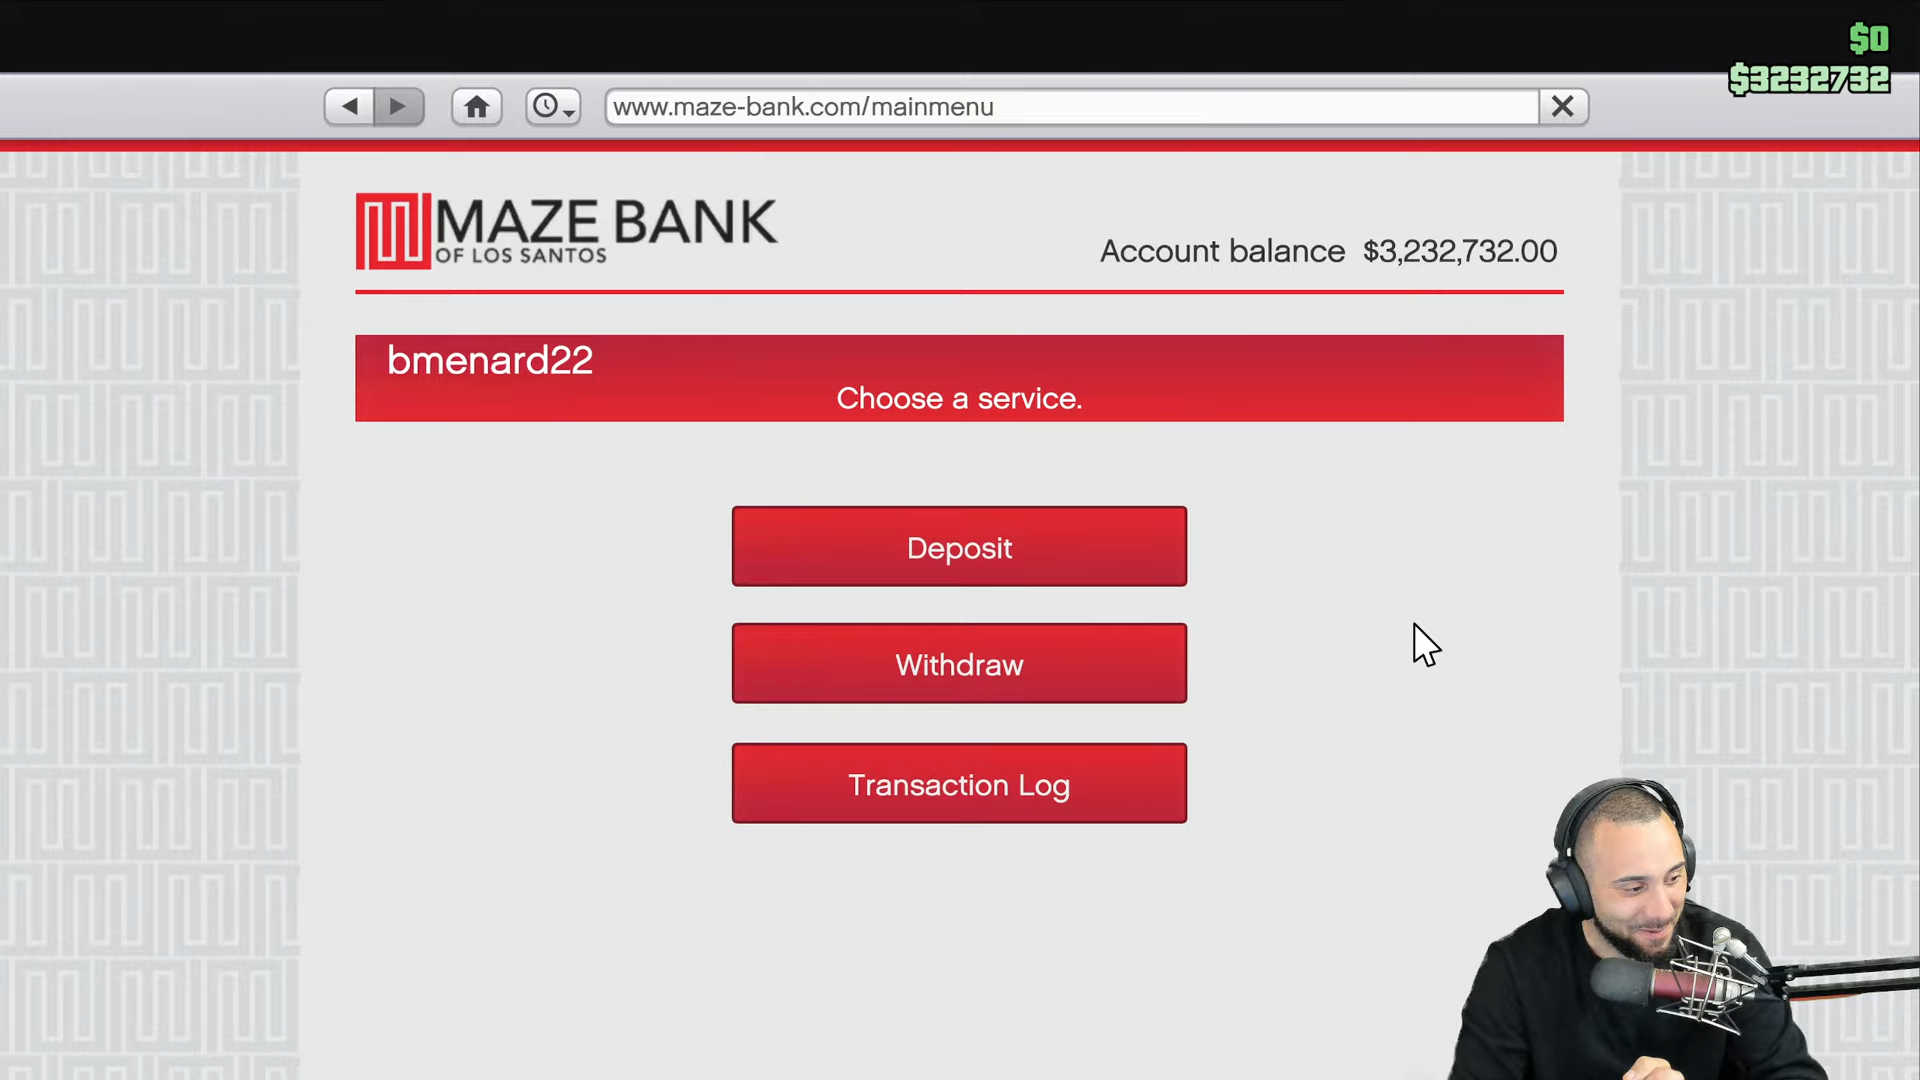 $0
$3232732
www.maze-bank.com/mainmenu
MAZE BANK
OF LOS SANTOS
Account balance $3,232,732.00
bmenard22
Choose a service.
Deposit
Withdraw
Transaction Log